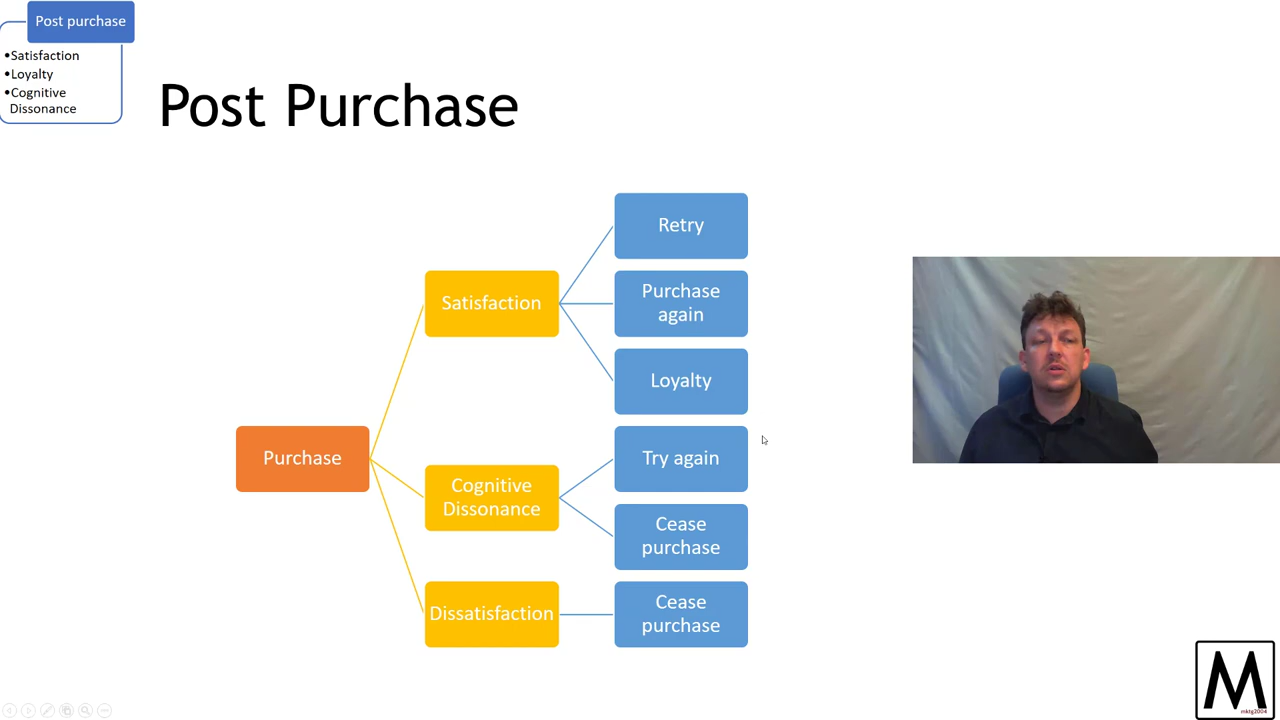 Post purchase
•Satisfaction
•Loyalty
•Cognitive
Dissonance
Post Purchase
Retry
Satisfaction
Purchase
again
Loyalty
Purchase
Try again
Cognitive
Dissonance
Cease
purchase
Dissatisfaction
Cease
purchase
M
mktg2004